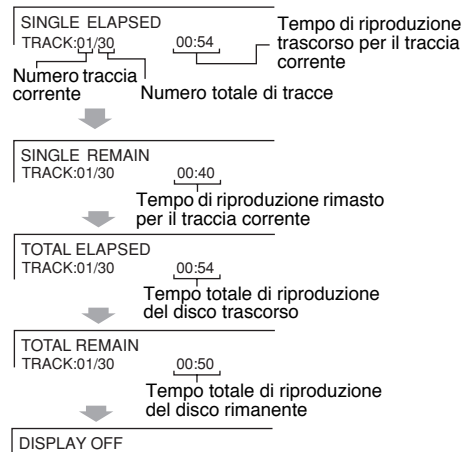 SINGLE ELAPSED
TRACK:01/30 00:54
Tempo di riproduzione
trascorso per il traccia
corrente
Numero traccia
corrente
Numero totale di tracce
SINGLE REMAIN
TRACK:01/30 00:40
Tempo di riproduzione rimasto
per il traccia corrente
TOTAL ELAPSED
TRACK:01/30 00:54
Tempo totale di riproduzione
del disco trascorso
TOTAL REMAIN
TRACK:01/30 00:50
Tempo totale di riproduzione
del disco rimanente
DISPLAY OFF